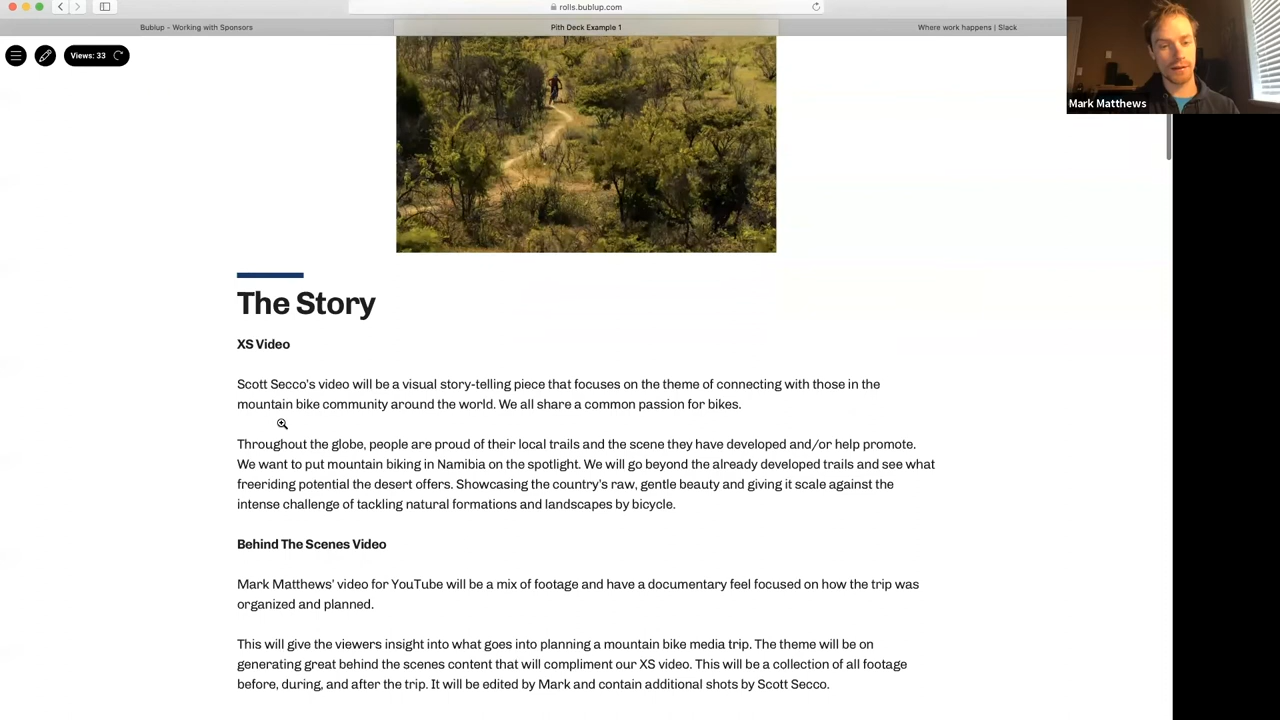 rolls.bublup.com
Bublup - Working with Sponsors
Pith Deck Example 1
Where work happens | Slack
Views: 33
Mark Matthews
The Story
XS Video
Scott Secco's video will be a visual story-telling piece that focuses on the theme of connecting with those in the
mountain bike community around the world. We all share a common passion for bikes.
Throughout the globe, people are proud of their local trails and the scene they have developed and/or help promote.
We want to put mountain biking in Namibia on the spotlight. We will go beyond the already developed trails and see what
freeriding potential the desert offers. Showcasing the country's raw, gentle beauty and giving it scale against the
intense challenge of tackling natural formations and landscapes by bicycle.
Behind The Scenes Video
Mark Matthews' video for YouTube will be a mix of footage and have a documentary feel focused on how the trip was
organized and planned.
This will give the viewers insight into what goes into planning a mountain bike media trip. The theme will be on
generating great behind the scenes content that will compliment our XS video. This will be a collection of all footage
before, during, and after the trip. It will be edited by Mark and contain additional shots by Scott Secco.